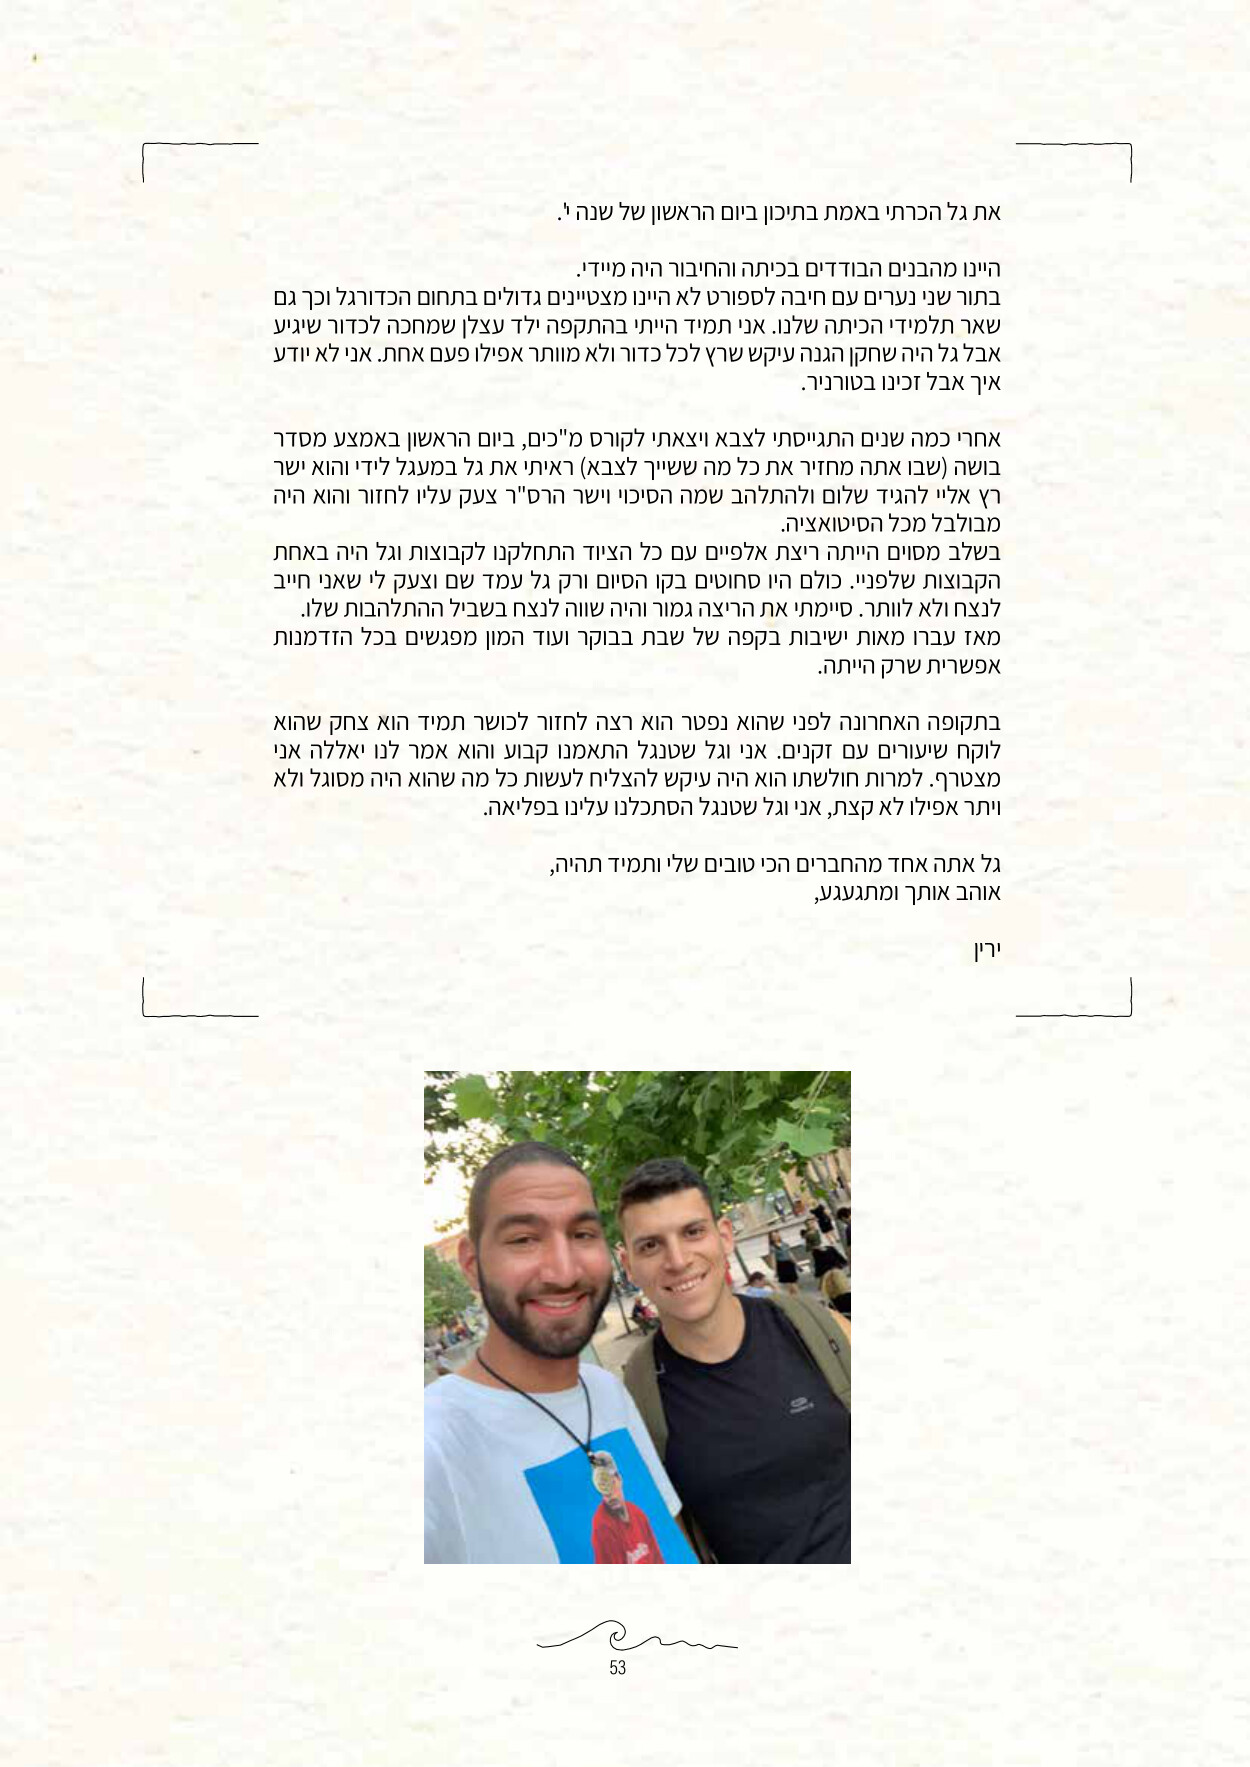 את גל הכרתי באמת בתיכון ביום הראשון של שנה י'.
היינו מהבנים הבודדים בכיתה והחיבור היה מיידי.
בתור שני נערים עם חיבה לספורט לא היינו מצטיינים גדולים בתחום הכדורגל וכך גם
שאר תלמידי הכיתה שלנו. אני תמיד הייתי בהתקפה ילד עצלן שמחכה לכדור שיגיע
אבל גל היה שחקן הגנה עיקש שרץ לכל כדור ולא מוותר אפילו פעם אחת. אני לא יודע
איך אבל זכינו בטורניר.
אחרי כמה שנים התגייסתי לצבא ויצאתי לקורס מ"כים, ביום הראשון באמצע מסדר
בושה (שבו אתה מחזיר את כל מה ששייך לצבא) ראיתי את גל במעגל לידי והוא ישר
רץ אליי להגיד שלום ולהתלהב שמה הסיכוי וישר הרס"ר צעק עליו לחזור והוא היה
מבולבל מכל הסיטואציה.
בשלב מסוים הייתה ריצת אלפיים עם כל הציוד התחלקנו לקבוצות וגל היה באחת
הקבוצות שלפניי. כולם היו סחוטים בקו הסיום ורק גל עמד שם וצעק לי שאני חייב
לנצח ולא לוותר. סיימתי את הריצה גמור והיה שווה לנצח בשביל ההתלהבות שלו.
מאז עברו מאות ישיבות בקפה של שבת בבוקר ועוד המון מפגשים בכל הזדמנות
אפשרית שרק הייתה.
בתקופה האחרונה לפני שהוא נפטר הוא רצה לחזור לכושר תמיד הוא צחק שהוא
לוקח שיעורים עם זקנים. אני וגל שטנגל התאמנו קבוע והוא אמר לנו יאללה אני
מצטרף. למרות חולשתו הוא היה עיקש להצליח לעשות כל מה שהוא היה מסוגל ולא
ויתר אפילו לא קצת, אני וגל שטנגל הסתכלנו עלינו בפליאה.
גל אתה אחד מהחברים הכי טובים שלי ותמיד תהיה,
אוהב אותך ומתגעגע,
ירין
53